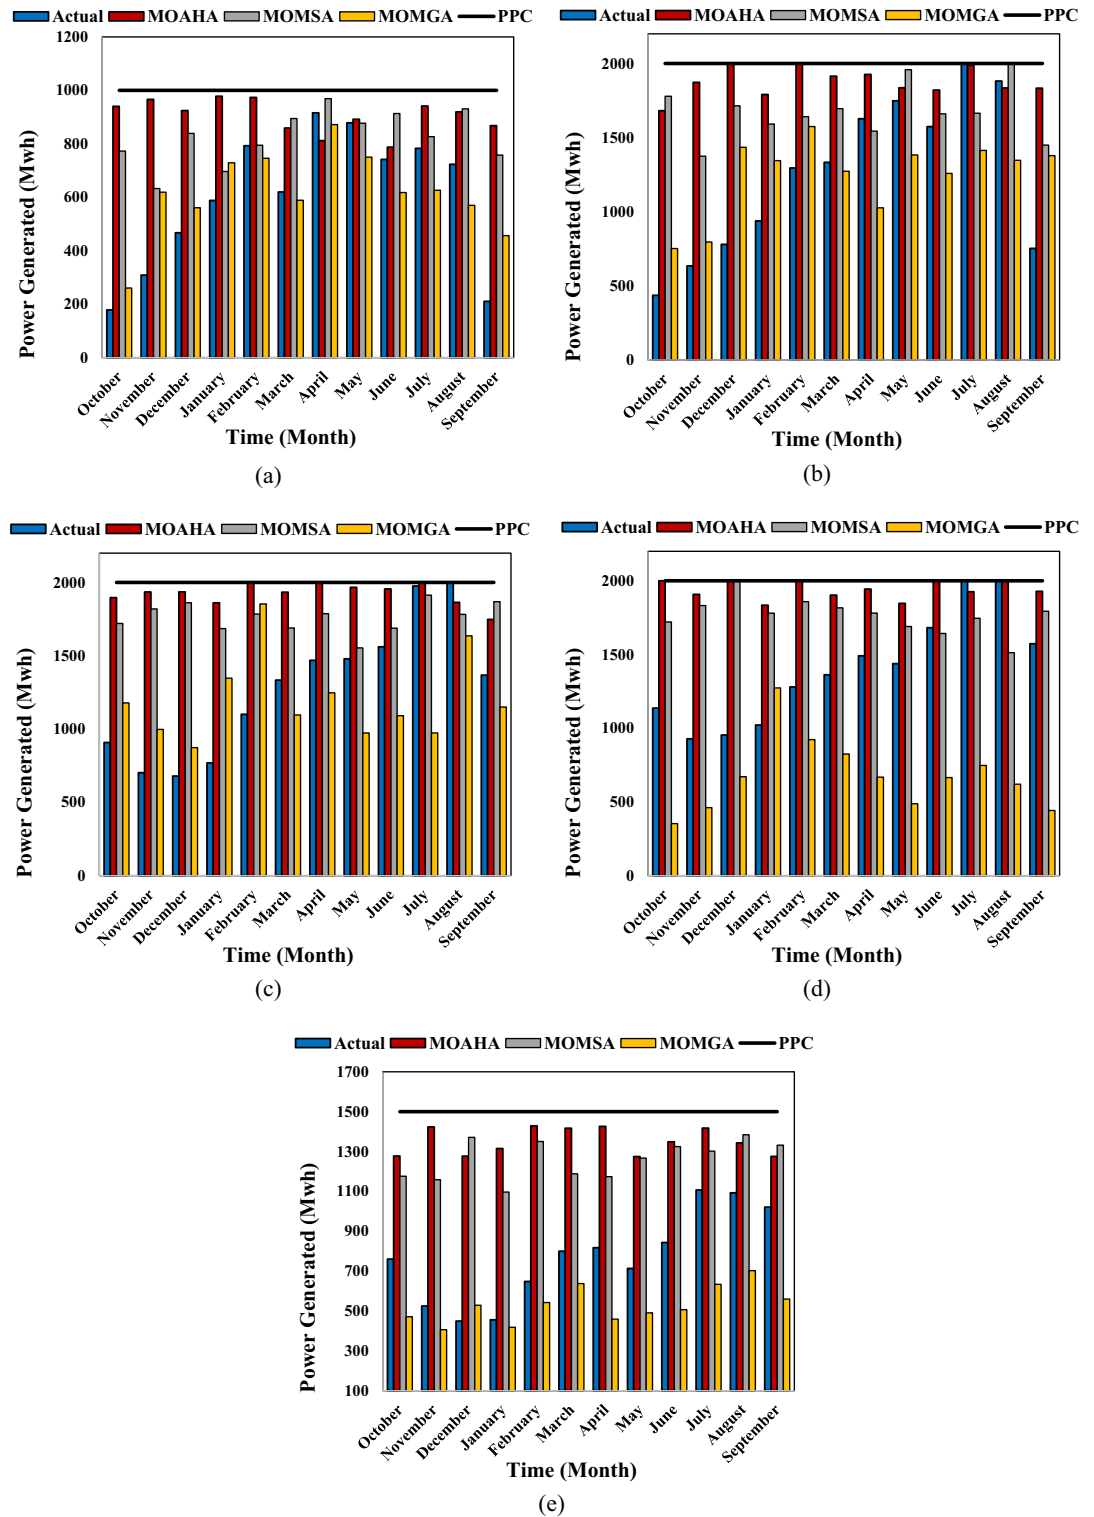 Actual MOAHA MOMSA MOMGA PPC
1200
1000
800
600
400
200
0
Power Generated (Mwh)
October November December January February March April May June July August September
Time (Month)
(a)
Actual MOAHA MOMSA MOMGA PPC
2000
1500
1000
500
0
Power Generated (Mwh)
October November December January February March April May June July August September
Time (Month)
(b)
Actual MOAHA MOMSA MOMGA PPC
2000
1500
1000
500
0
Power Generated (Mwh)
October November December January February March April May June July August September
Time (Month)
(c)
Actual MOAHA MOMSA MOMGA PPC
2000
1500
1000
500
0
Power Generated (Mwh)
October November December January February March April May June July August September
Time (Month)
(d)
Actual MOAHA MOMSA MOMGA PPC
1700
1500
1300
1100
900
700
500
300
100
Power Generated (Mwh)
October November December January February March April May June July August September
Time (Month)
(e)